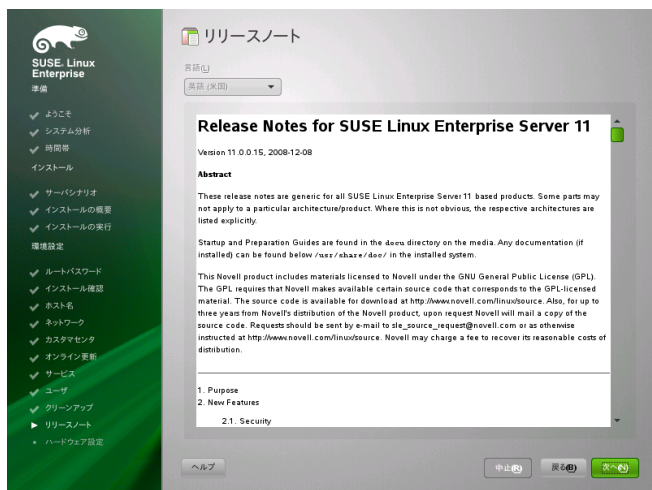 SUSE. Linux
Enterprise
準備
ようこそ
システム分析
時間帯
インストール
サーバシナリオ
インストールの概要
インストールの実行
環境設定
ルートパスワード
インストール確認
ホスト名
ネットワーク
カスタマセンタ
オンライン更新
サービス
ユーザ
クリーンアップ
リリースノート
ハードウェア設定
リリースノート
言語(L)
英語 (米国)
Release Notes for SUSE Linux Enterprise Server 11
Version 11.0.0.15, 2008-12-08
Abstract
These release notes are generic for all SUSE Linux Enterprise Server 11 based products. Some parts may
not apply to a particular architecture/product. Where this is not obvious, the respective architectures are
listed explicitly.
Startup and Preparation Guides are found in the docu directory on the media. Any documentation (if
installed) can be found below /usr/share/doc/ in the installed system.
This Novell product includes materials licensed to Novell under the GNU General Public License (GPL).
The GPL requires that Novell makes available certain source code that corresponds to the GPL-licensed
material. The source code is available for download at http://www.novell.com/linux/source. Also, for up to
three years from Novell's distribution of the Novell product, upon request Novell will mail a copy of the
source code. Requests should be sent by e-mail to sle_source_request@novell.com or as otherwise
instructed at http://www.novell.com/linux/source. Novell may charge a fee to recover its reasonable costs of
distribution.
1. Purpose
2. New Features
2.1. Security
ヘルプ
中止(R)
戻る(B)
次へ(N)